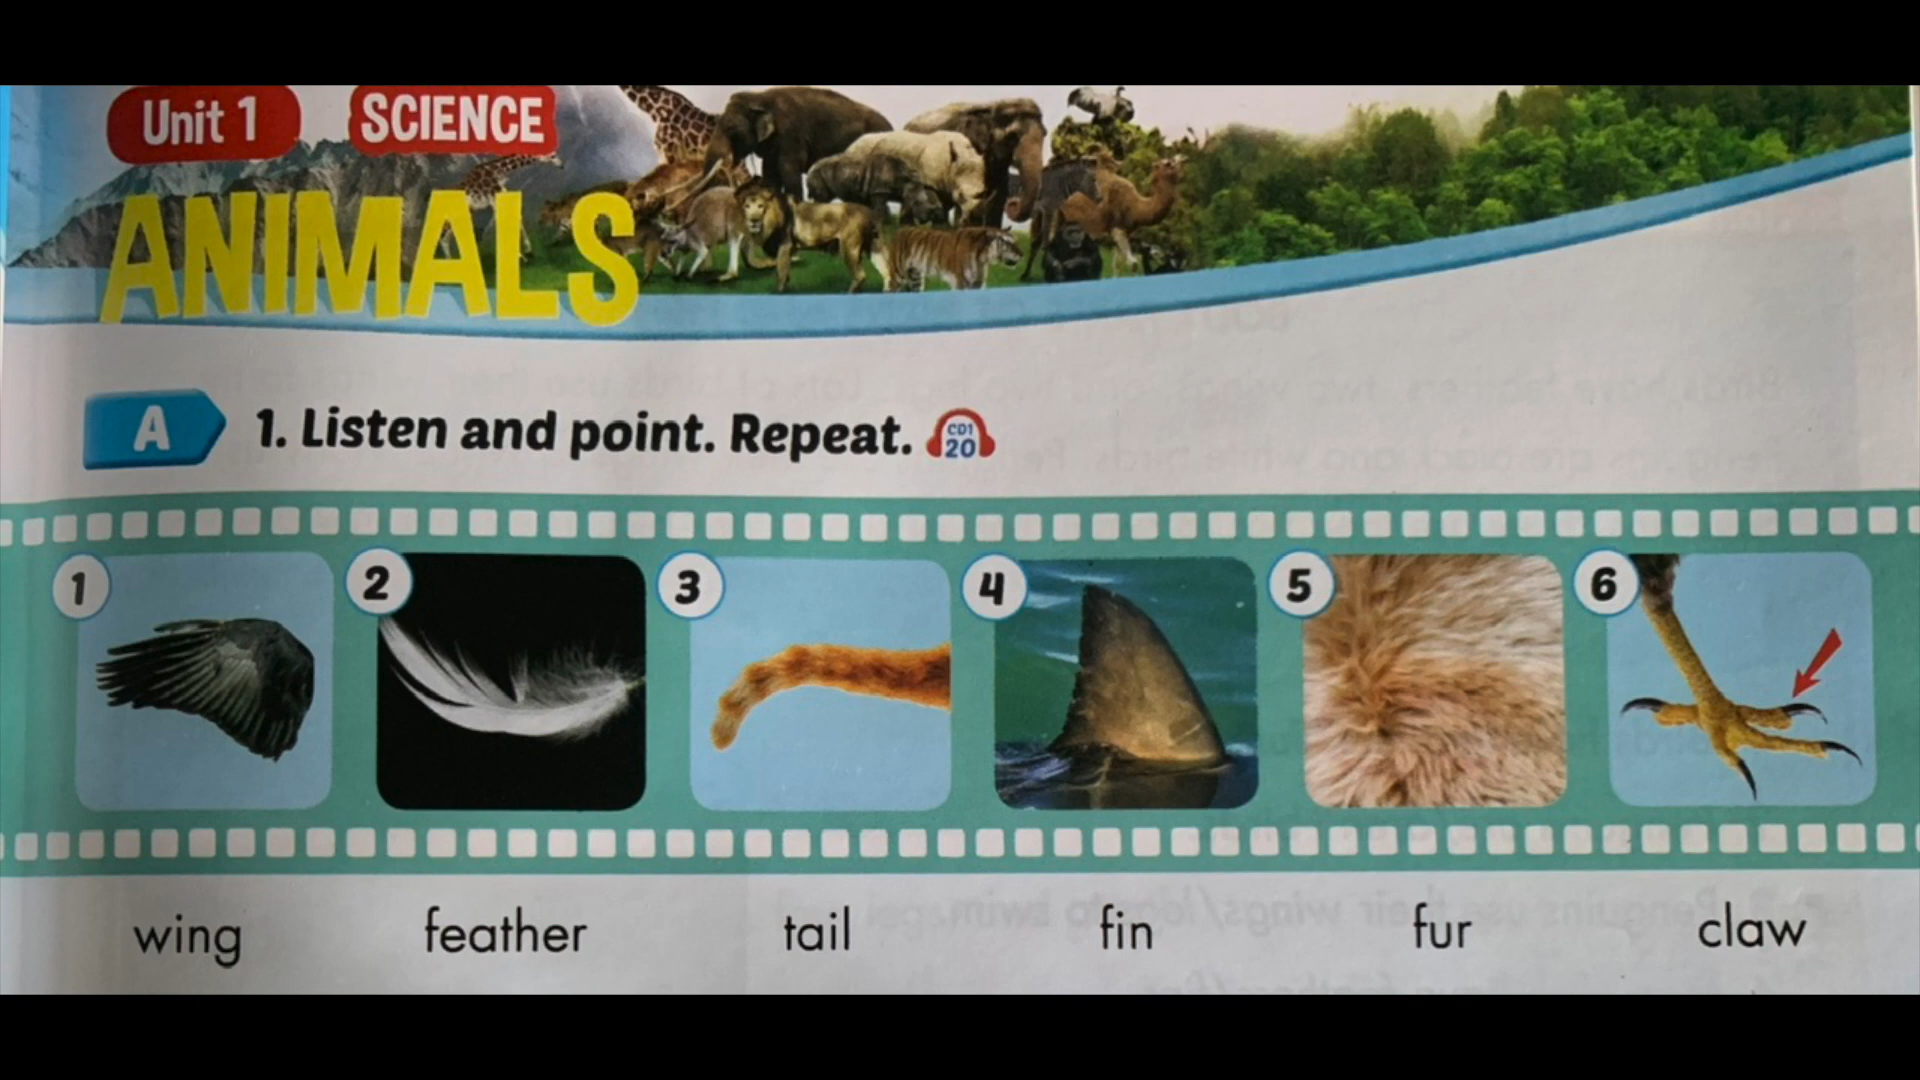 Unit 1 SCIENCE
ANIMALS
A 1. Listen and point. Repeat. CD1 20
1 2 3 4 5 6
wing feather tail fin fur claw